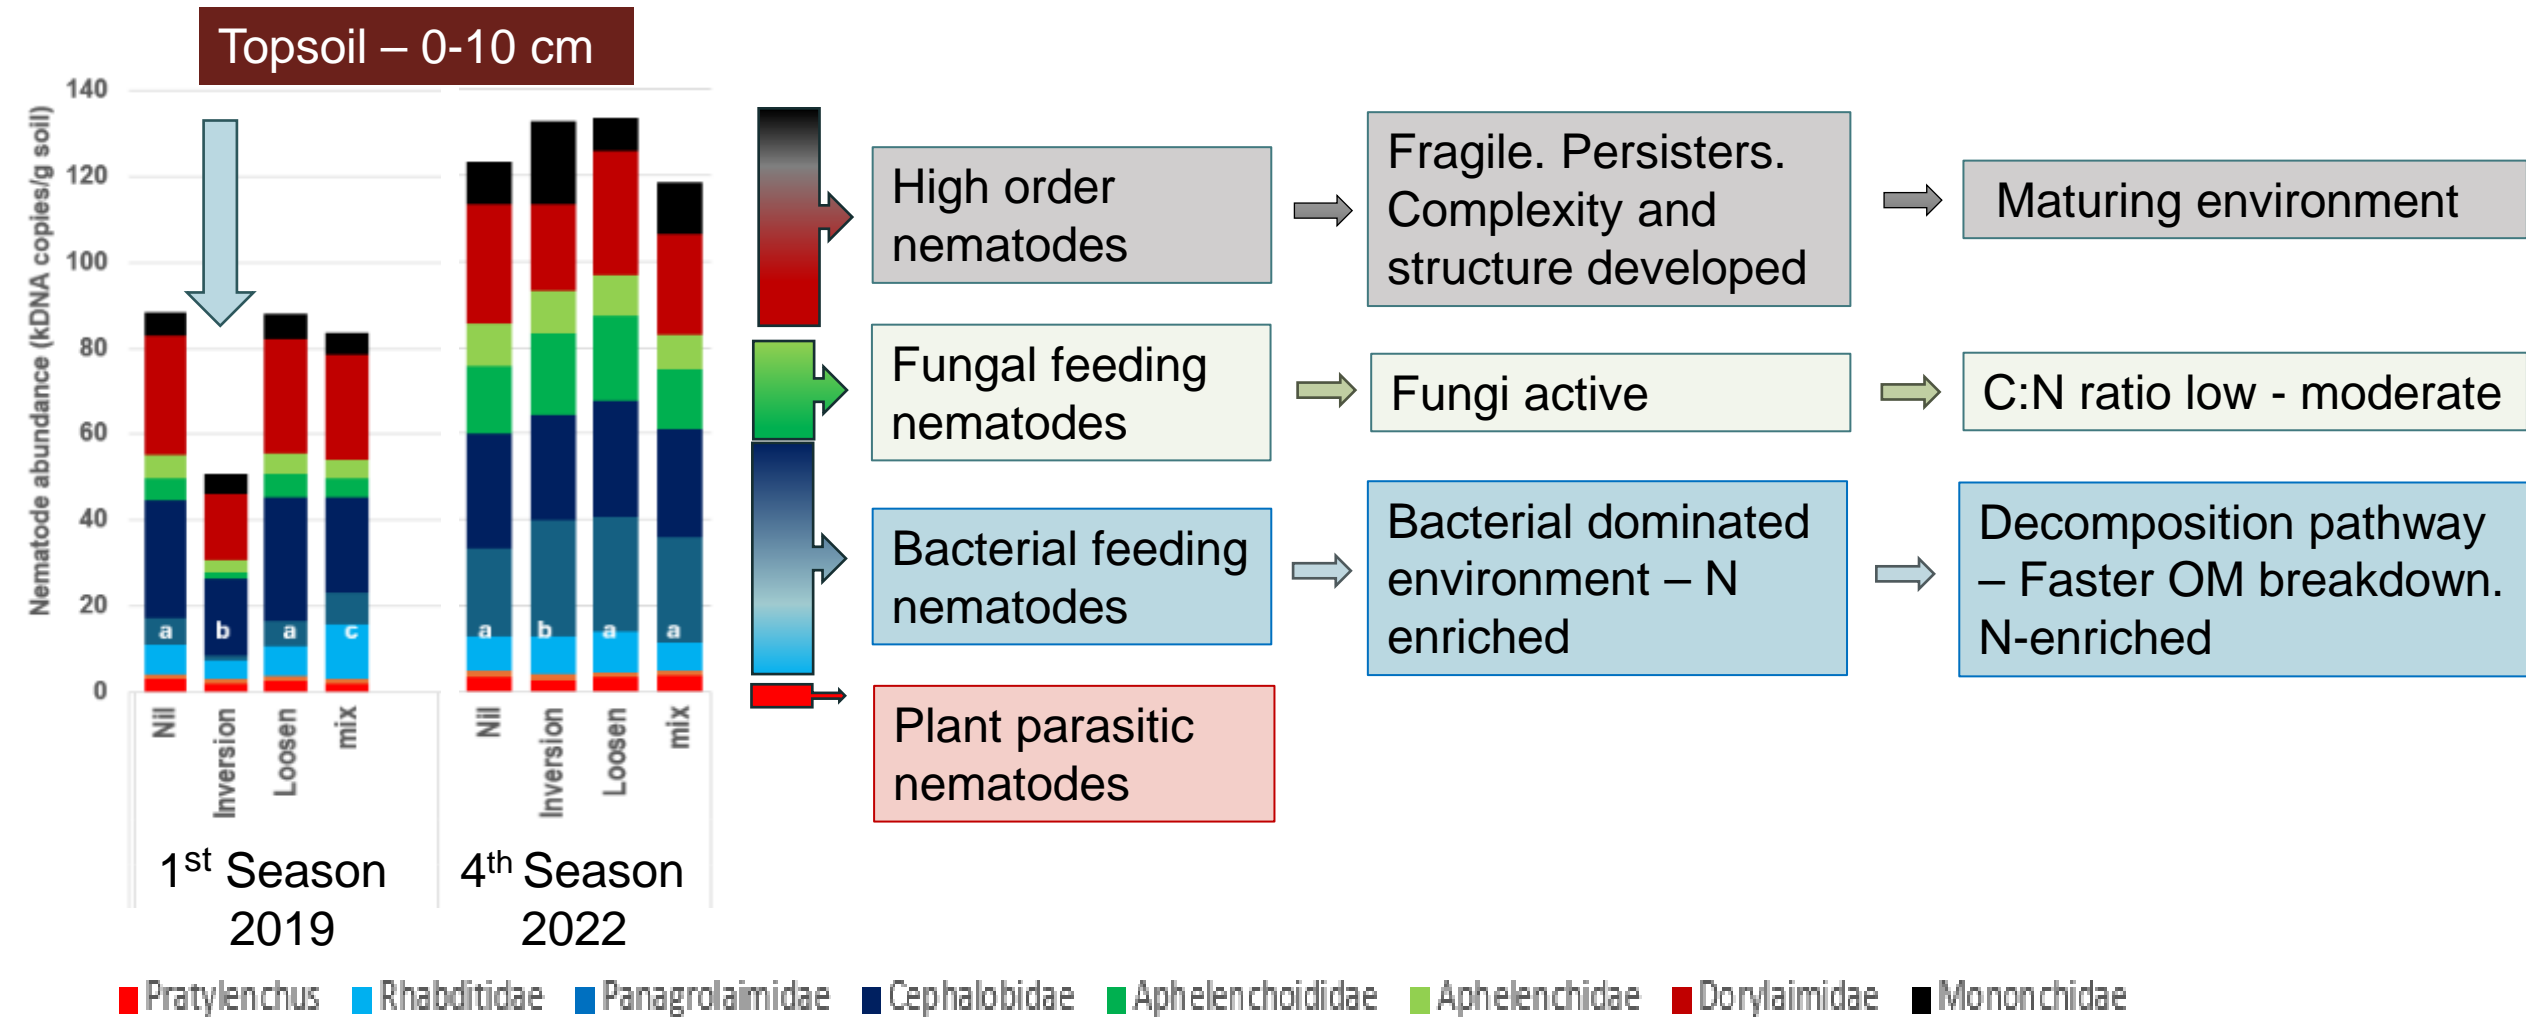 Topsoil – 0-10 cm
Nematode abundance (kDNA copies/g soil)
140
120
100
80
60
40
20
0
a
b
a
c
a
b
a
a
Nil
Inversion
Loosen
mix
Nil
Inversion
Loosen
mix
1st Season
2019
4th Season
2022
High order
nematodes
Fragile. Persisters.
Complexity and
structure developed
Maturing environment
Fungal feeding
nematodes
Fungi active
C:N ratio low - moderate
Bacterial feeding
nematodes
Bacterial dominated
environment – N
enriched
Decomposition pathway
– Faster OM breakdown.
N-enriched
Plant parasitic
nematodes
Pratylenchus Rhabditidae Panagrolaimidae Cephalobidae Aphelenchoididae Aphelenchidae Dorylaimidae Mononchidae